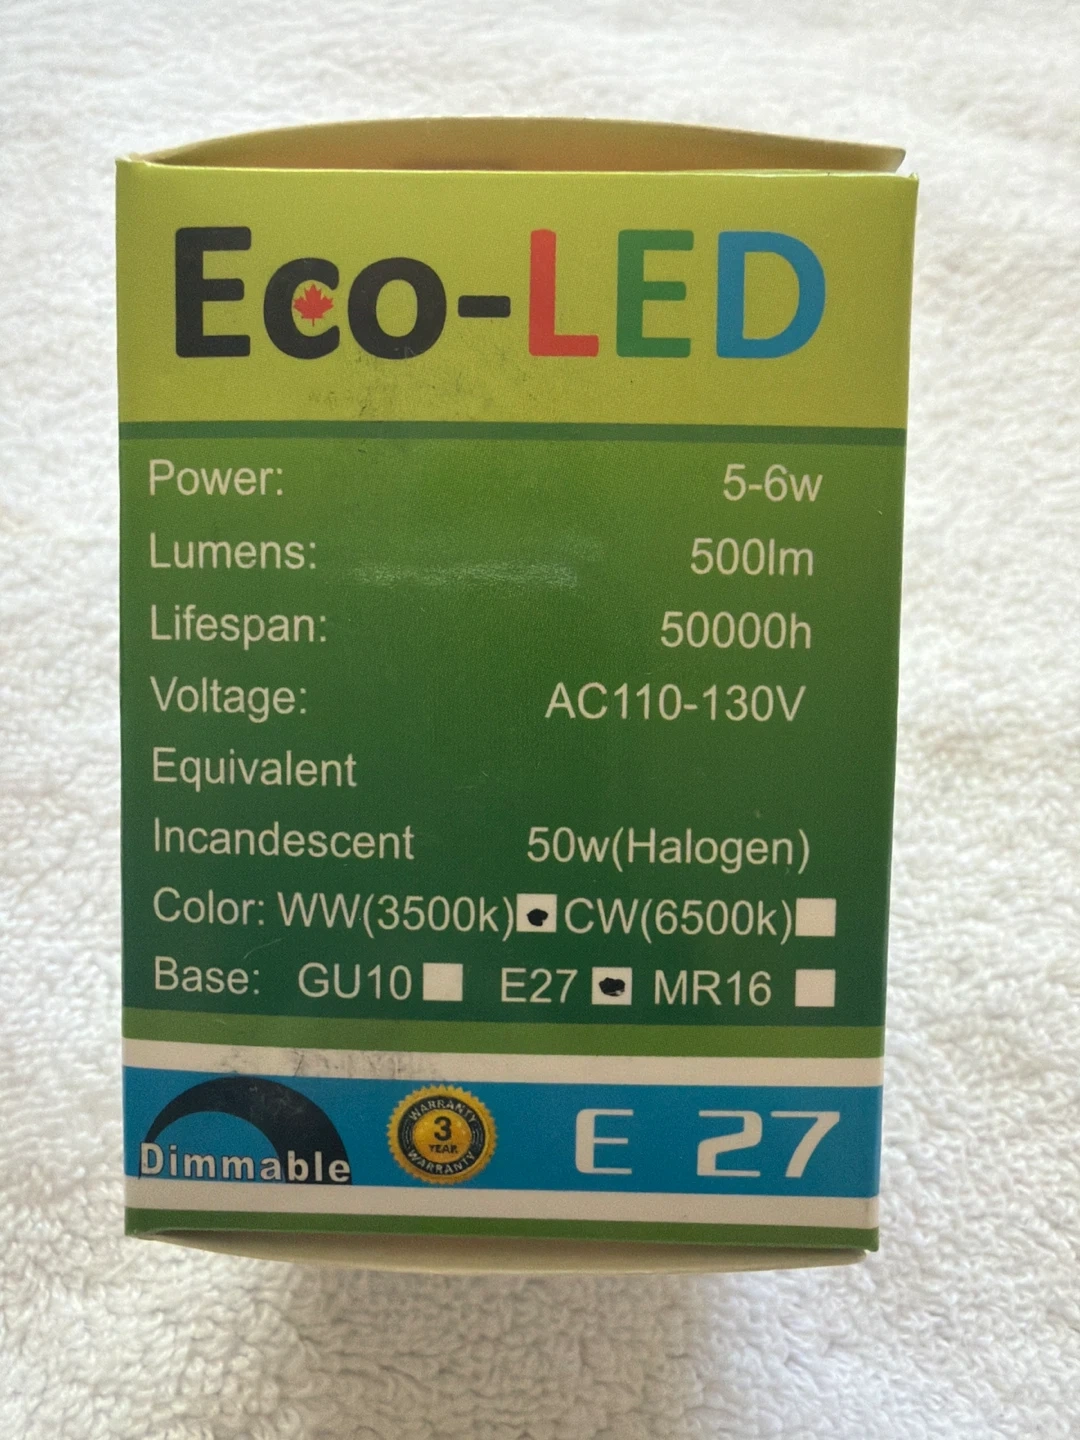 Eco-LED
Power: 5-6w
Lumens: 500lm
Lifespan: 50000h
Voltage: AC110-130V
Equivalent
Incandescent 50w(Halogen)
Color: WW(3500k) CW(6500k)
Base: GU10 E27 MR16
Dimmable
WARRANTY
3
YEAR
WARRANTY
E 27